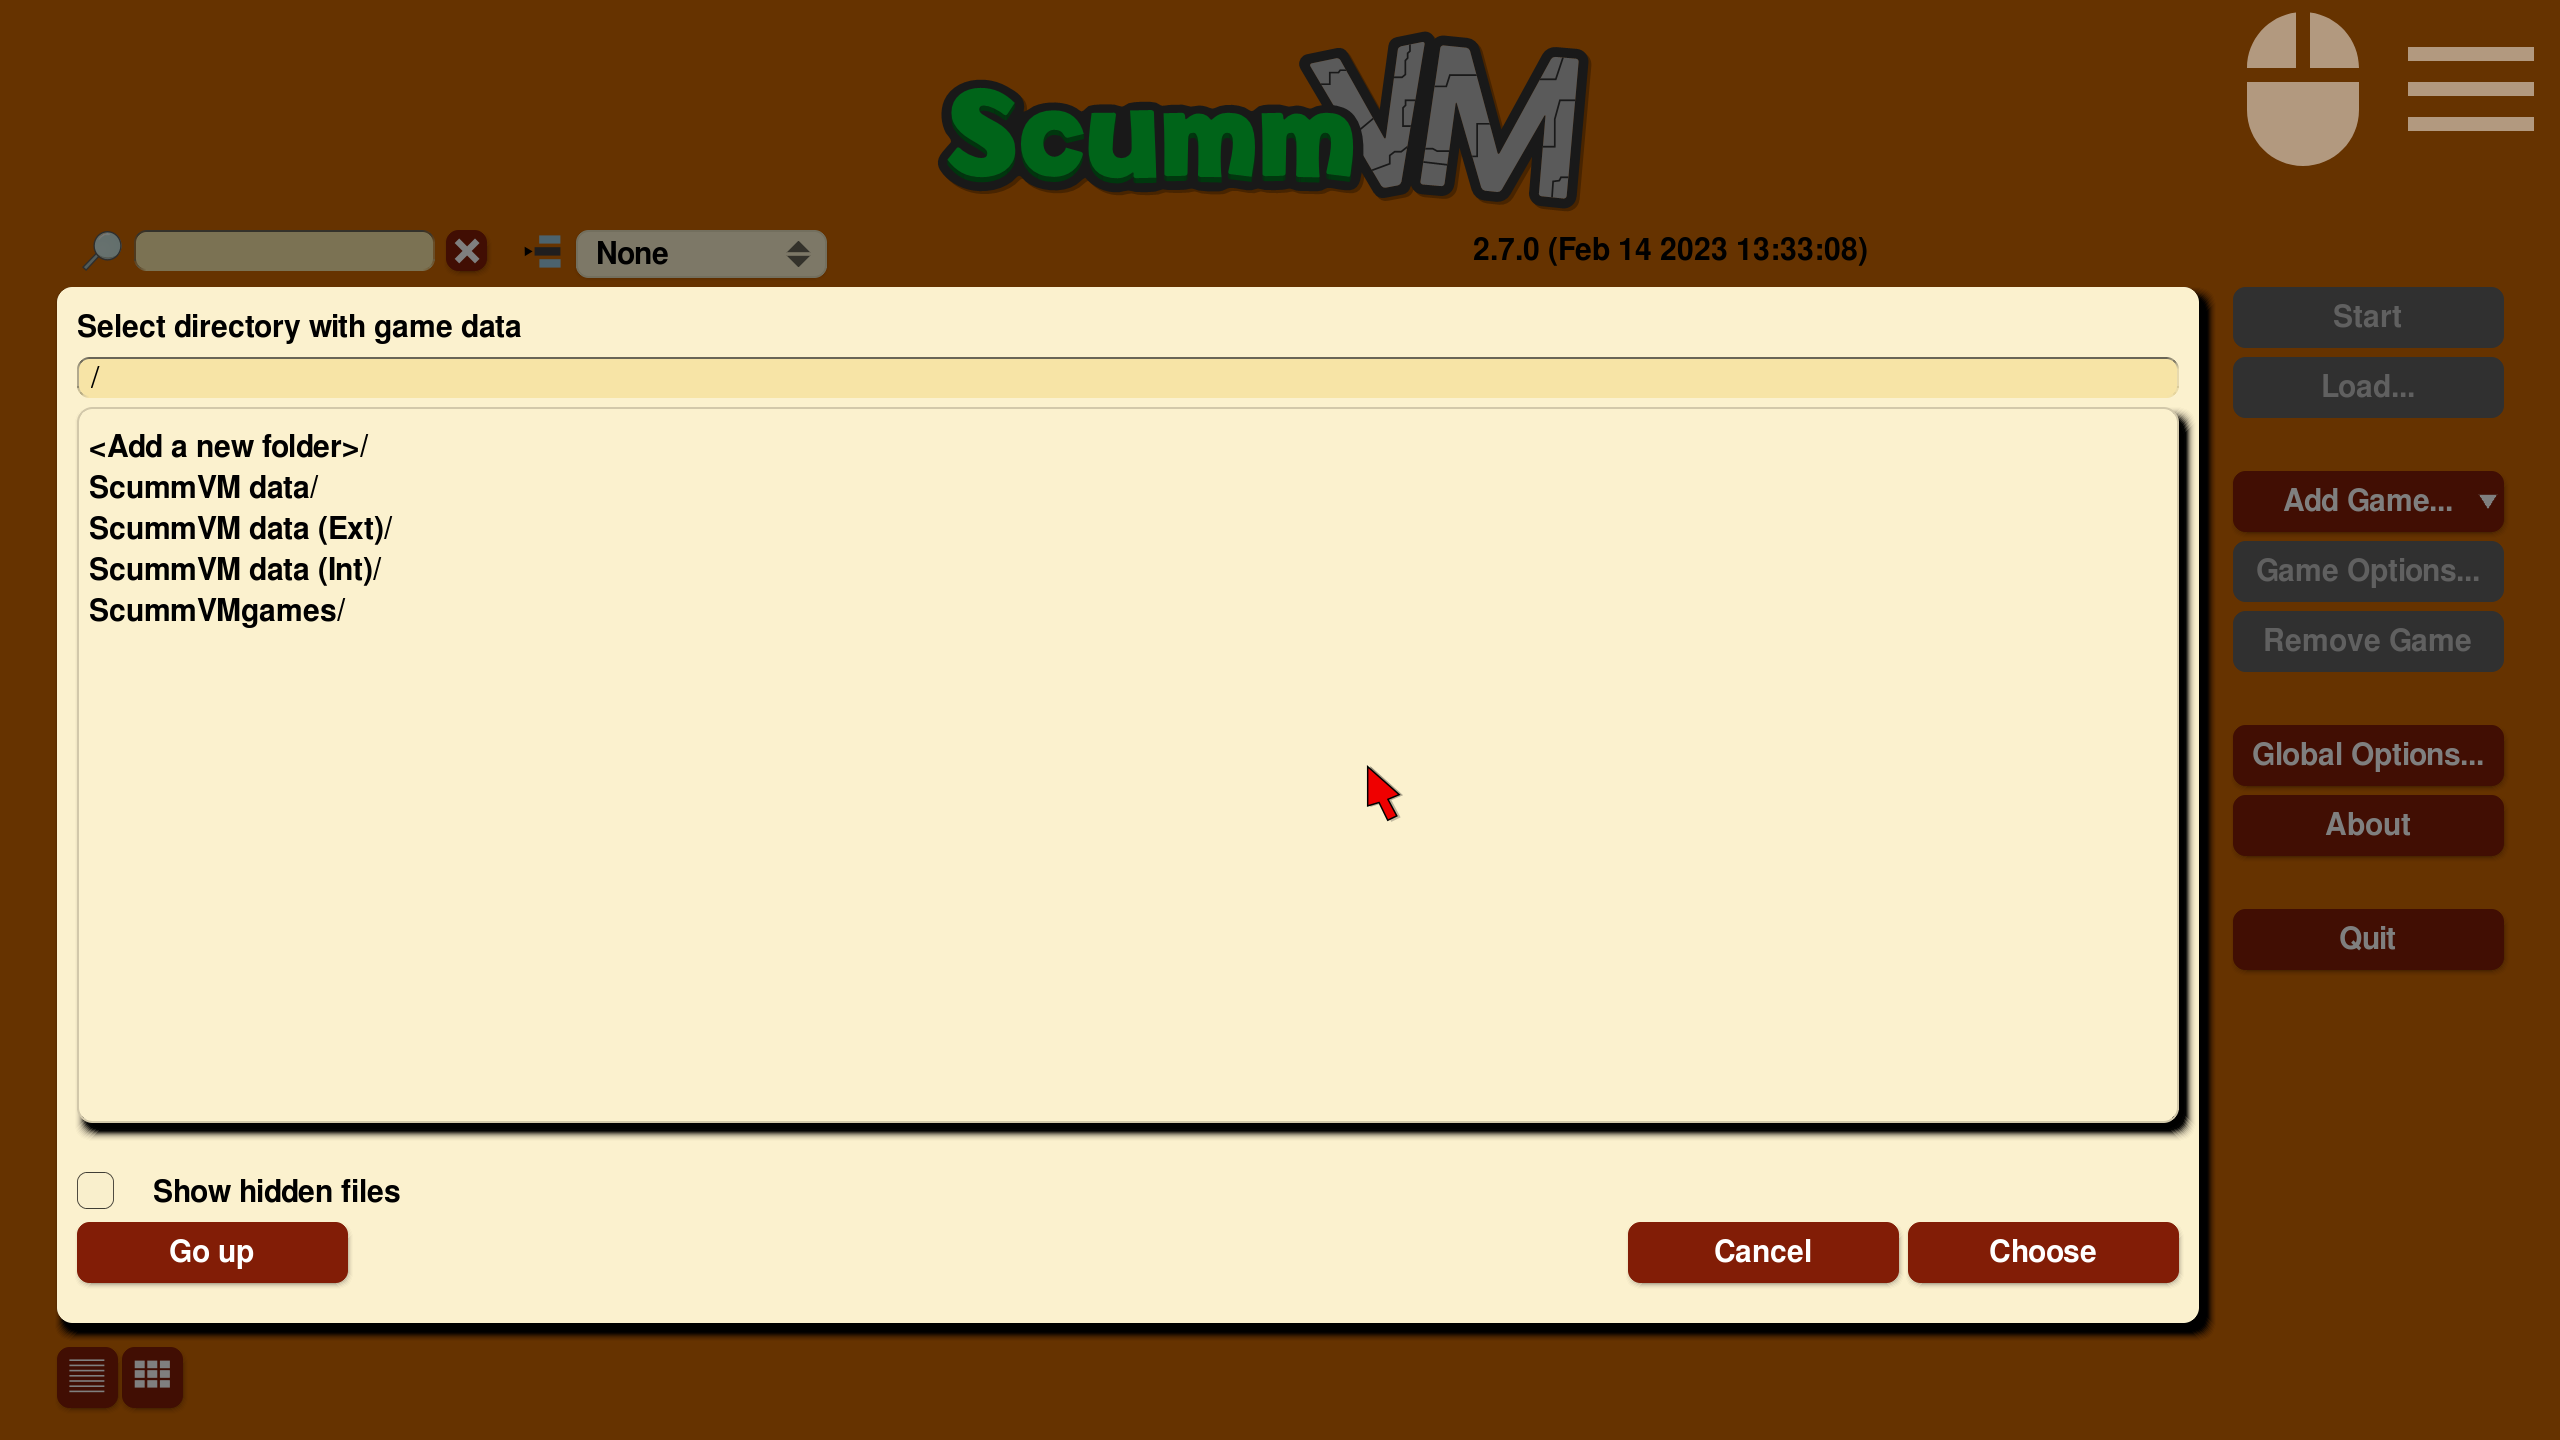 ScummVM
None
2.7.0 (Feb 14 2023 13:33:08)
Select directory with game data
/
<Add a new folder>/
ScummVM data/
ScummVM data (Ext)/
ScummVM data (Int)/
ScummVMgames/
Show hidden files
Go up
Cancel
Choose
Start
Load...
Add Game...
Game Options...
Remove Game
Global Options...
About
Quit